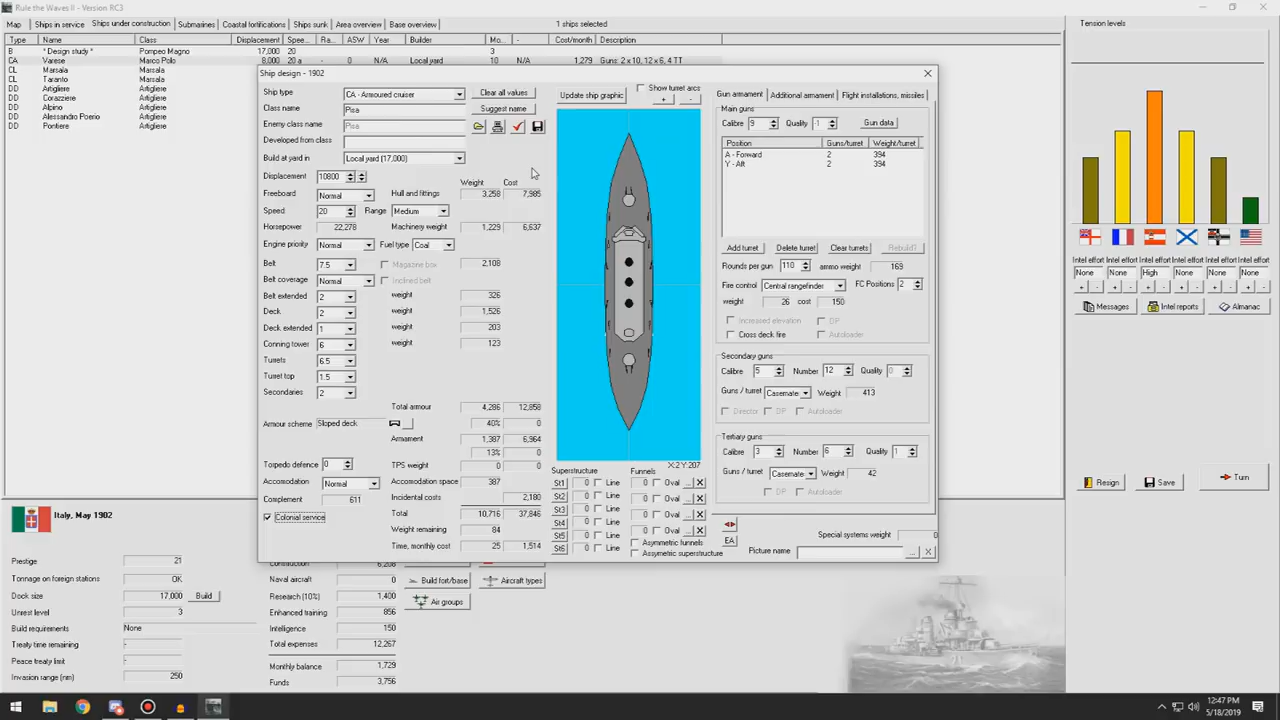 Rule the Waves II - Version RC3
Map Ships in service Ships under construction Submarines Coastal fortifications Ships sunk Area overview Base overview 1 ships selected
Type Name Class Displacement Spee... Ra... ASW Year Builder Mo... - Cost/month Description
B * Design study * Pompeo Magno 17,000 20 3
CA Varese Marco Polo 8,000 20 a - 0 N/A Local yard 10 N/A 1,279 Guns: 2 x 10, 12 x 6, 4 TT
CL Marsala Marsala
CL Taranto Marsala
DD Artigliere Artigliere
DD Corazziere Artigliere
DD Alpino Artigliere
DD Alessandro Poerio Artigliere
DD Pontiere Artigliere
Ship design - 1902
Ship type CA - Armoured cruiser Clear all values
Class name Pisa Suggest name
Enemy class name Pisa
Developed from class
Build at yard in Local yard (17,000)
Displacement 10800 Weight Cost
Freeboard Normal Hull and fittings 3,258 7,985
Speed 20 Range Medium
Horsepower 22,278 Machinery weight 1,229 6,637
Engine priority Normal Fuel type Coal
Belt 7.5 Magazine box 2,108
Belt coverage Normal Inclined belt
Belt extended 2 weight 326
Deck 2 weight 1,526
Deck extended 1 weight 203
Conning tower 6 weight 123
Turrets 6.5
Turret top 1.5
Secondaries 2
Total armour 4,286 12,858
40% 0
Armour scheme Sloped deck
Armament 1,387 6,964
13% 0
Torpedo defence 0 TPS weight 0 0
Accomodation Normal Accomodation space 387
Complement 611 Incidental costs 2,180
Colonial service Total 10,716 37,846
Weight remaining 84
Time, monthly cost 25 1,514
Update ship graphic Show turret arcs
+ -
X:2 Y:207
Superstructure Funnels
St1 0 Line 0 Oval ... X
St2 0 Line 0 Oval ... X
St3 0 Line 0 Oval ... X
St4 0 Line 0 Oval ... X
St5 0 Line Asymmetric funnels
St6 0 Line Asymetric superstructure
Gun armament Additional armament Flight installations, missiles
Main guns
Calibre 9 Quality -1 Gun data
Position Guns/turret Weight/turret
A - Forward 2 394
Y - Aft 2 394
Add turret Delete turret Clear turrets Rebuild?
Rounds per gun 110 ammo weight 169
Fire control Central rangefinder FC Positions 2
weight 26 cost 150
Increased elevation DP
Cross deck fire Autoloader
Secondary guns
Calibre 5 Number 12 Quality 0
Guns / turret Casemate Weight 413
Director DP Autoloader
Tertiary guns
Calibre 3 Number 6 Quality 1
Guns / turret Casemate Weight 42
DP Autoloader
Special systems weight 0
EA Picture name ... X
Tension levels
Intel effort Intel effort Intel effort Intel effort Intel effort Intel effort
None None High None None None
+ - + - + - + - + - + -
Messages Intel reports Almanac
Resign Save Turn
Italy, May 1902
Prestige 21
Tonnage on foreign stations OK
Dock size 17,000 Build
Unrest level 3
Build requirements None
Treaty time remaining -
Peace treaty limit -
Invasion range (nm) 250
Construction 6,208
Naval aircraft 0
Research (10%) 1,400
Enhanced training 856
Intelligence 150
Total expenses 12,267
Monthly balance 1,729
Funds 3,756
Build fort/base Aircraft types
Air groups
12:47 PM
5/18/2019